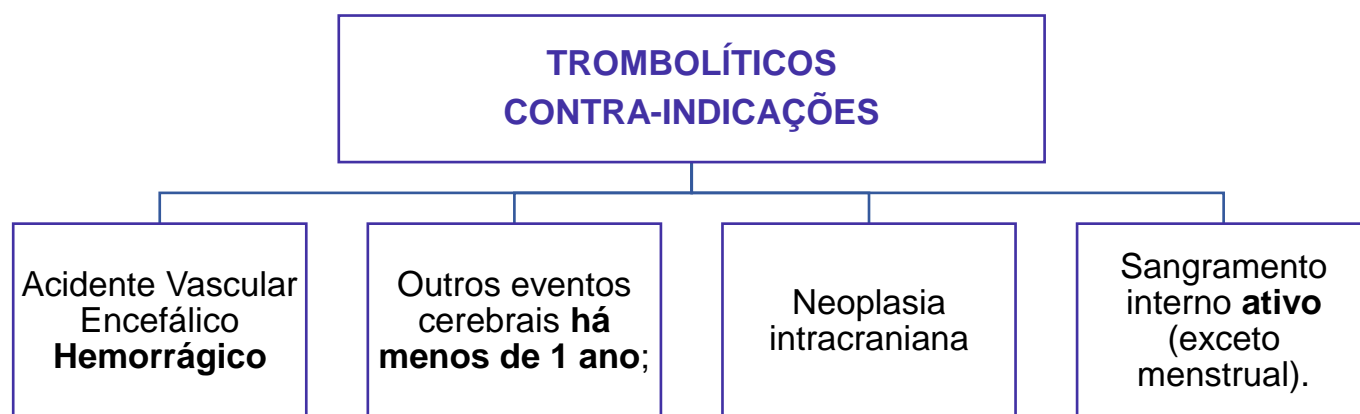 TROMBOLÍTICOS
CONTRA-INDICAÇÕES
Acidente Vascular
Encefálico
Hemorrágico
Outros eventos
cerebrais há
menos de 1 ano;
Neoplasia
intracraniana
Sangramento
interno ativo
(exceto
menstrual).